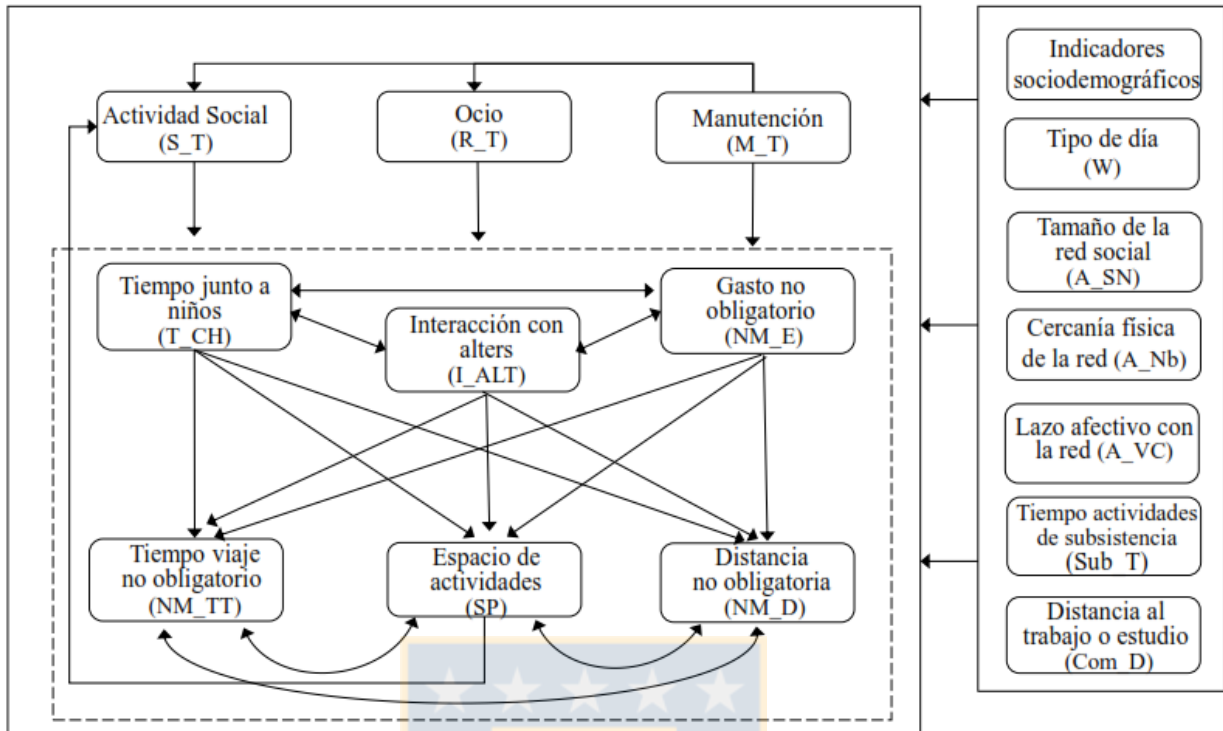 Actividad Social
(S_T)
Ocio
(R_T)
Manutención
(M_T)
Tiempo junto a
niños
(T_CH)
Interacción con
alters
(I_ALT)
Gasto no
obligatorio
(NM_E)
Tiempo viaje
no obligatorio
(NM_TT)
Espacio de
actividades
(SP)
Distancia
no obligatoria
(NM_D)
Indicadores
sociodemográficos
Tipo de día
(W)
Tamaño de la
red social
(A_SN)
Cercanía física
de la red (A_Nb)
Lazo afectivo con
la red (A_VC)
Tiempo actividades
de subsistencia
(Sub_T)
Distancia al
trabajo o estudio
(Com_D)